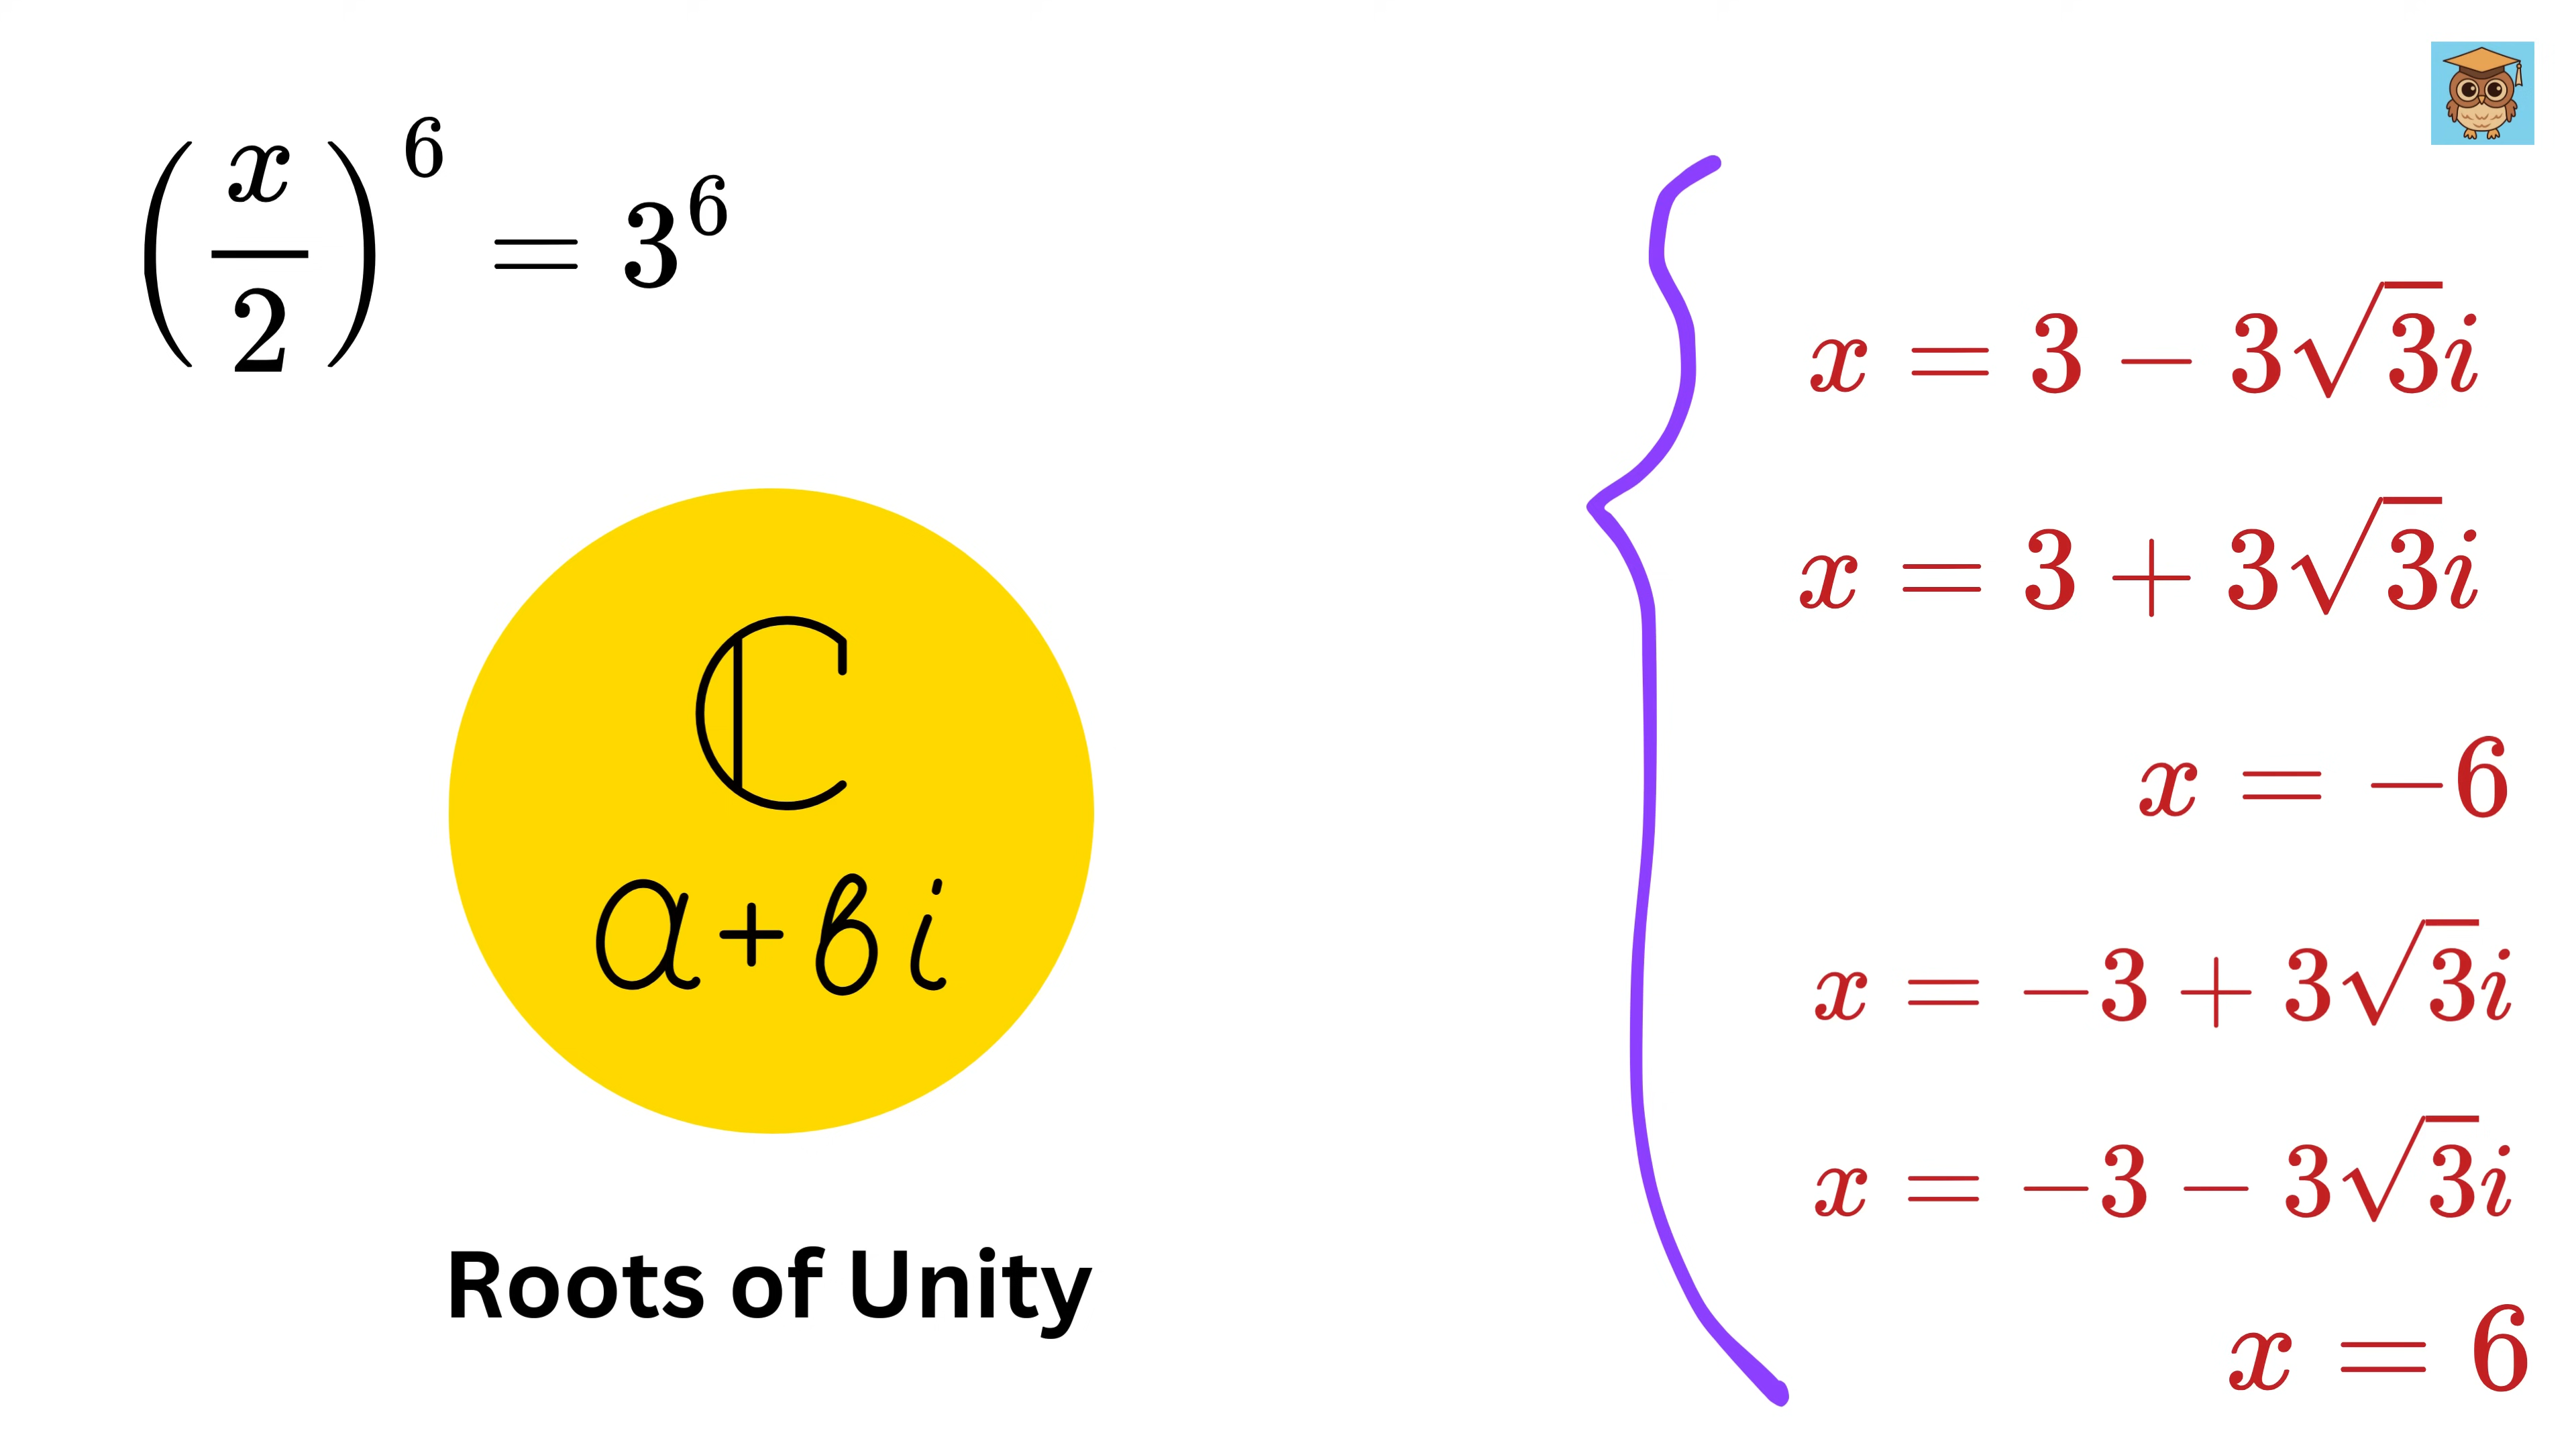 (x/2)^6 = 3^6
ℂ
a+bi
Roots of Unity
x = 3 − 3√3i
x = 3 + 3√3i
x = −6
x = −3 + 3√3i
x = −3 − 3√3i
x = 6